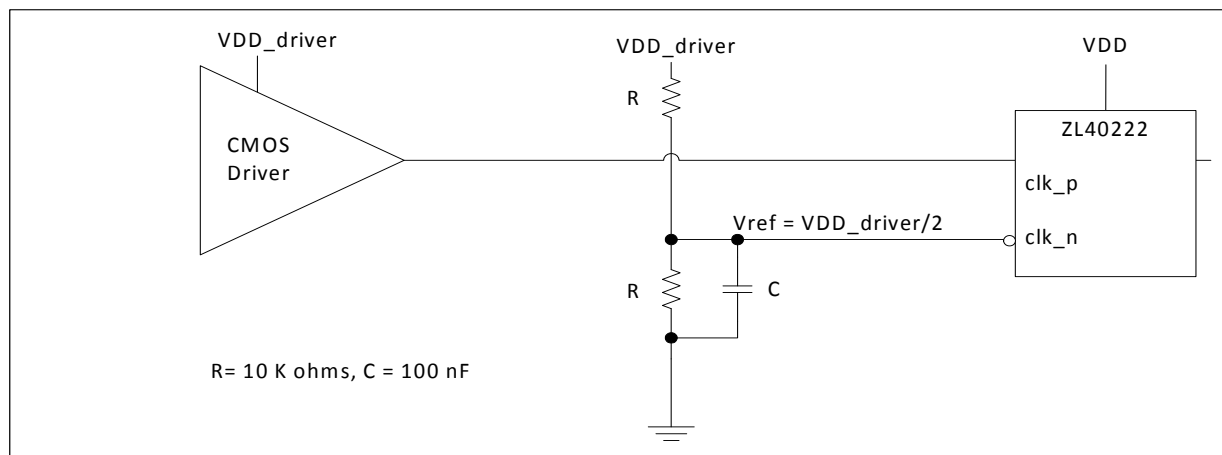 VDD_driver
VDD_driver
VDD
R
ZL40222
CMOS
Driver
clk_p
Vref = VDD_driver/2
clk_n
R
C
R= 10 K ohms, C = 100 nF